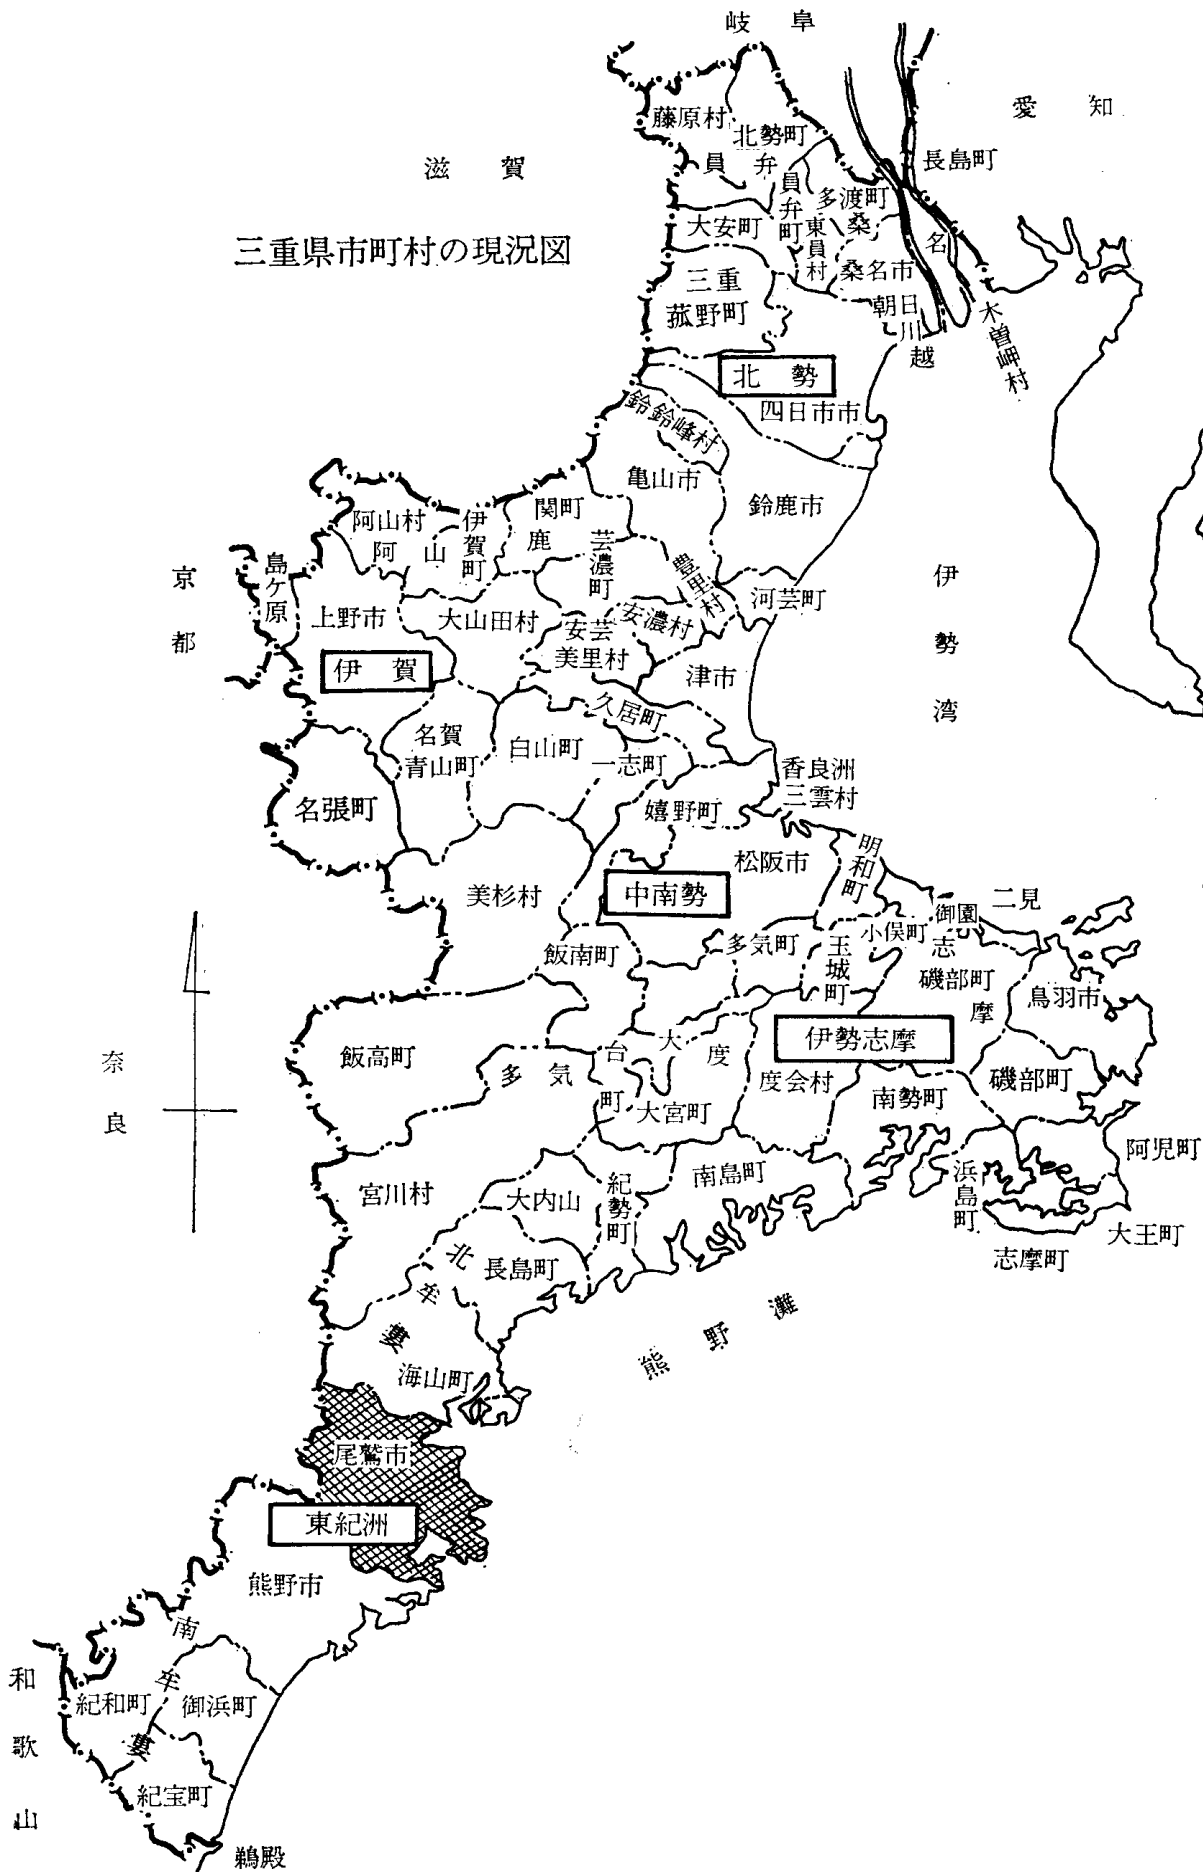 岐阜
愛知
滋賀
三重県市町村の現況図
藤原村
北勢町
員弁
長島町
員弁町
多渡町
大安町
東員村
桑
名
桑名市
三重
菰野町
朝日
川越
木曽岬村
北勢
四日市市
鈴鈴峰村
亀山市
鈴鹿市
関町
鹿
阿山村
阿山
伊賀町
芸濃町
豊里村
河芸町
京都
島ケ原
上野市
大山田村
安芸
安濃村
美里村
津市
伊勢湾
伊賀
久居町
名賀
青山町
白山町
一志町
香良洲
三雲村
名張町
嬉野町
松阪市
明和町
美杉村
中南勢
二見
御園
小俣町
志
飯南町
多気町
玉城町
磯部町
摩
鳥羽市
伊勢志摩
奈良
飯高町
多気
台町
大
度
大宮町
度会村
南勢町
磯部町
阿児町
宮川村
大内山
紀勢町
南島町
浜島町
大王町
志摩町
北牟婁
長島町
熊野灘
海山町
尾鷲市
東紀洲
熊野市
南牟婁
和歌山
紀和町
御浜町
紀宝町
鵜殿